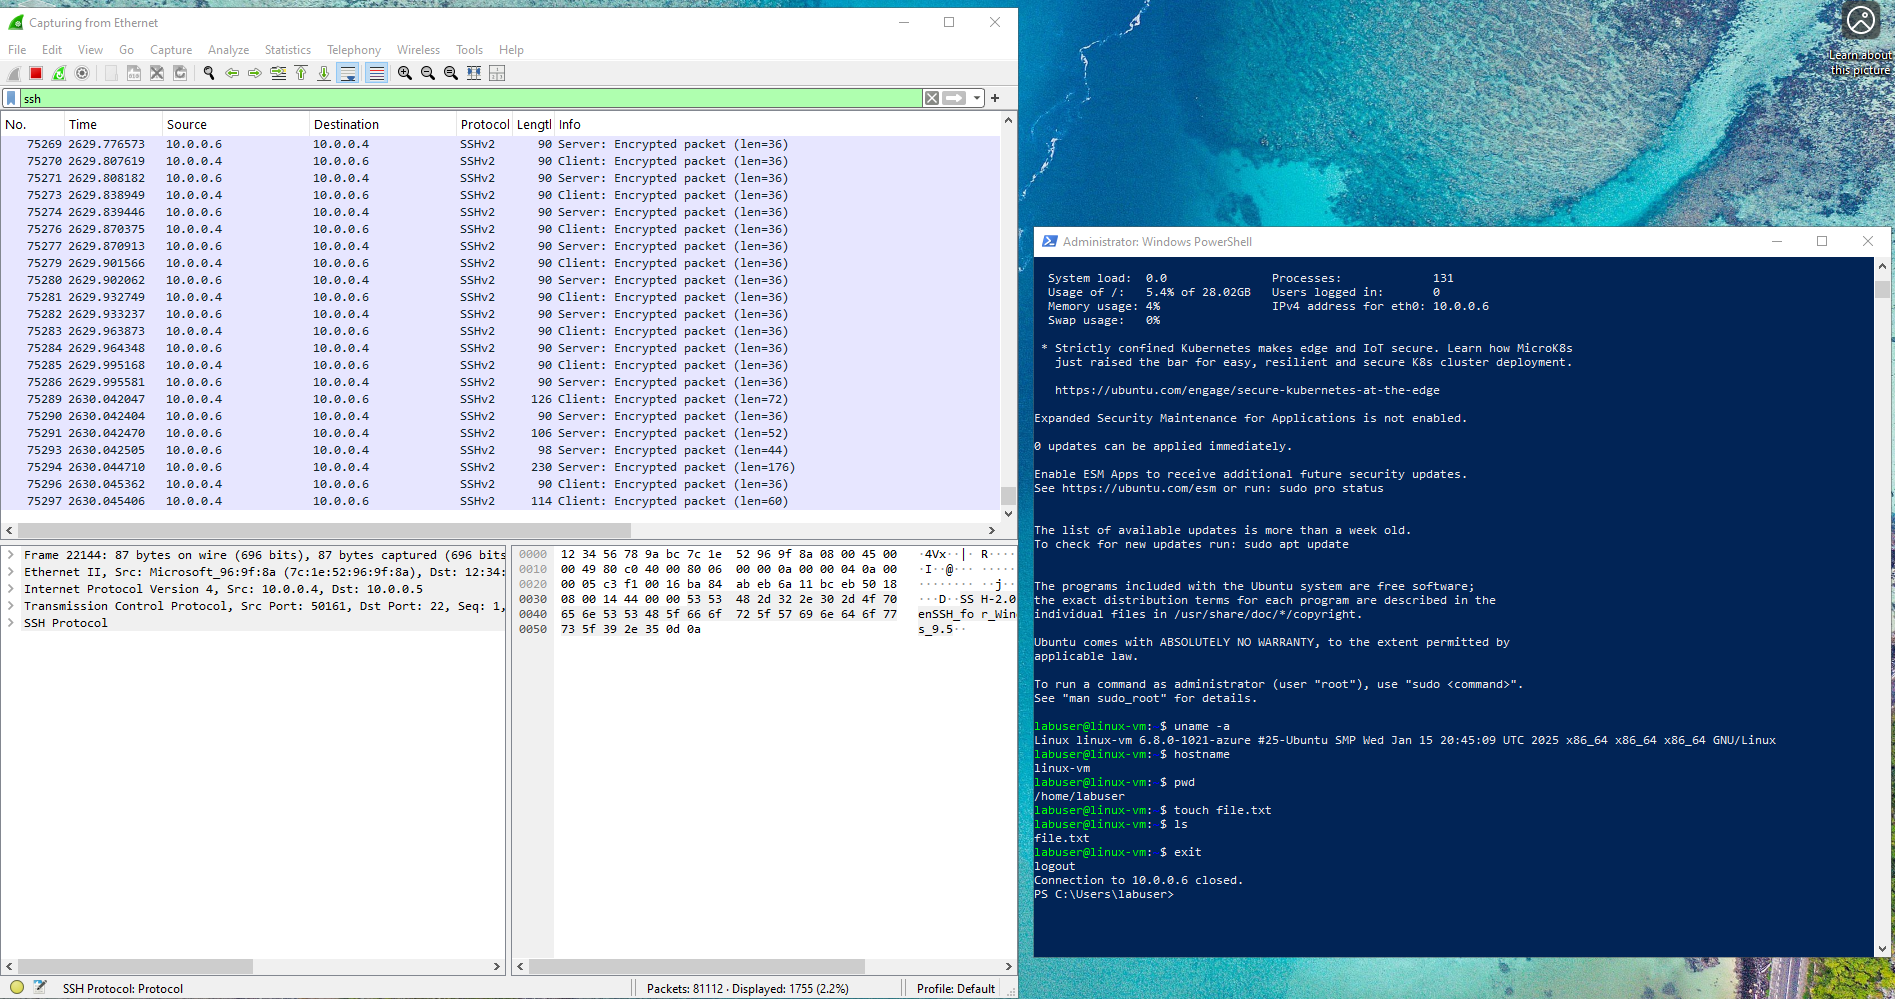 Capturing from Ethernet
File Edit View Go Capture Analyze Statistics Telephony Wireless Tools Help
ssh
No. Time Source Destination Protocol Lengtl Info
75269 2629.776573 10.0.0.6 10.0.0.4 SSHv2 90 Server: Encrypted packet (len=36)
75270 2629.807619 10.0.0.4 10.0.0.6 SSHv2 90 Client: Encrypted packet (len=36)
75271 2629.808182 10.0.0.6 10.0.0.4 SSHv2 90 Server: Encrypted packet (len=36)
75273 2629.838949 10.0.0.4 10.0.0.6 SSHv2 90 Client: Encrypted packet (len=36)
75274 2629.839446 10.0.0.6 10.0.0.4 SSHv2 90 Server: Encrypted packet (len=36)
75276 2629.870375 10.0.0.4 10.0.0.6 SSHv2 90 Client: Encrypted packet (len=36)
75277 2629.870913 10.0.0.6 10.0.0.4 SSHv2 90 Server: Encrypted packet (len=36)
75279 2629.901566 10.0.0.4 10.0.0.6 SSHv2 90 Client: Encrypted packet (len=36)
75280 2629.902062 10.0.0.6 10.0.0.4 SSHv2 90 Server: Encrypted packet (len=36)
75281 2629.932749 10.0.0.4 10.0.0.6 SSHv2 90 Client: Encrypted packet (len=36)
75282 2629.933237 10.0.0.6 10.0.0.4 SSHv2 90 Server: Encrypted packet (len=36)
75283 2629.963873 10.0.0.4 10.0.0.6 SSHv2 90 Client: Encrypted packet (len=36)
75284 2629.964348 10.0.0.6 10.0.0.4 SSHv2 90 Server: Encrypted packet (len=36)
75285 2629.995168 10.0.0.4 10.0.0.6 SSHv2 90 Client: Encrypted packet (len=36)
75286 2629.995581 10.0.0.6 10.0.0.4 SSHv2 90 Server: Encrypted packet (len=36)
75289 2630.042047 10.0.0.4 10.0.0.6 SSHv2 126 Client: Encrypted packet (len=72)
75290 2630.042404 10.0.0.6 10.0.0.4 SSHv2 90 Server: Encrypted packet (len=36)
75291 2630.042470 10.0.0.6 10.0.0.4 SSHv2 106 Server: Encrypted packet (len=52)
75293 2630.042505 10.0.0.6 10.0.0.4 SSHv2 98 Server: Encrypted packet (len=44)
75294 2630.044710 10.0.0.6 10.0.0.4 SSHv2 230 Server: Encrypted packet (len=176)
75296 2630.045362 10.0.0.4 10.0.0.6 SSHv2 90 Client: Encrypted packet (len=36)
75297 2630.045406 10.0.0.4 10.0.0.6 SSHv2 114 Client: Encrypted packet (len=60)
Frame 22144: 87 bytes on wire (696 bits), 87 bytes captured (696 bits
Ethernet II, Src: Microsoft_96:9f:8a (7c:1e:52:96:9f:8a), Dst: 12:34:
Internet Protocol Version 4, Src: 10.0.0.4, Dst: 10.0.0.5
Transmission Control Protocol, Src Port: 50161, Dst Port: 22, Seq: 1,
SSH Protocol
0000 12 34 56 78 9a bc 7c 1e 52 96 9f 8a 08 00 45 00 ·4Vx··|· R·····
0010 00 49 80 c0 40 00 80 06 00 00 0a 00 00 04 0a 00 ·I··@··· ······
0020 00 05 c3 f1 00 16 ba 84 ab eb 6a 11 bc eb 50 18 ········ ··j···
0030 08 00 14 44 00 00 53 53 48 2d 32 2e 30 2d 4f 70 ···D··SS H-2.0
0040 65 6e 53 53 48 5f 66 6f 72 5f 57 69 6e 64 6f 77 enSSH_fo r_Win
0050 73 5f 39 2e 35 0d 0a s_9.5··
SSH Protocol: Protocol
Packets: 81112 · Displayed: 1755 (2.2%)
Profile: Default
Learn about
this picture
Administrator: Windows PowerShell
System load: 0.0 Processes: 131
Usage of /: 5.4% of 28.02GB Users logged in: 0
Memory usage: 4% IPv4 address for eth0: 10.0.0.6
Swap usage: 0%
* Strictly confined Kubernetes makes edge and IoT secure. Learn how MicroK8s
just raised the bar for easy, resilient and secure K8s cluster deployment.
https://ubuntu.com/engage/secure-kubernetes-at-the-edge
Expanded Security Maintenance for Applications is not enabled.
0 updates can be applied immediately.
Enable ESM Apps to receive additional future security updates.
See https://ubuntu.com/esm or run: sudo pro status
The list of available updates is more than a week old.
To check for new updates run: sudo apt update
The programs included with the Ubuntu system are free software;
the exact distribution terms for each program are described in the
individual files in /usr/share/doc/*/copyright.
Ubuntu comes with ABSOLUTELY NO WARRANTY, to the extent permitted by
applicable law.
To run a command as administrator (user "root"), use "sudo <command>".
See "man sudo_root" for details.
labuser@linux-vm: $ uname -a
Linux linux-vm 6.8.0-1021-azure #25-Ubuntu SMP Wed Jan 15 20:45:09 UTC 2025 x86_64 x86_64 x86_64 GNU/Linux
labuser@linux-vm: $ hostname
linux-vm
labuser@linux-vm: $ pwd
/home/labuser
labuser@linux-vm: $ touch file.txt
labuser@linux-vm: $ ls
file.txt
labuser@linux-vm: $ exit
logout
Connection to 10.0.0.6 closed.
PS C:\Users\labuser>